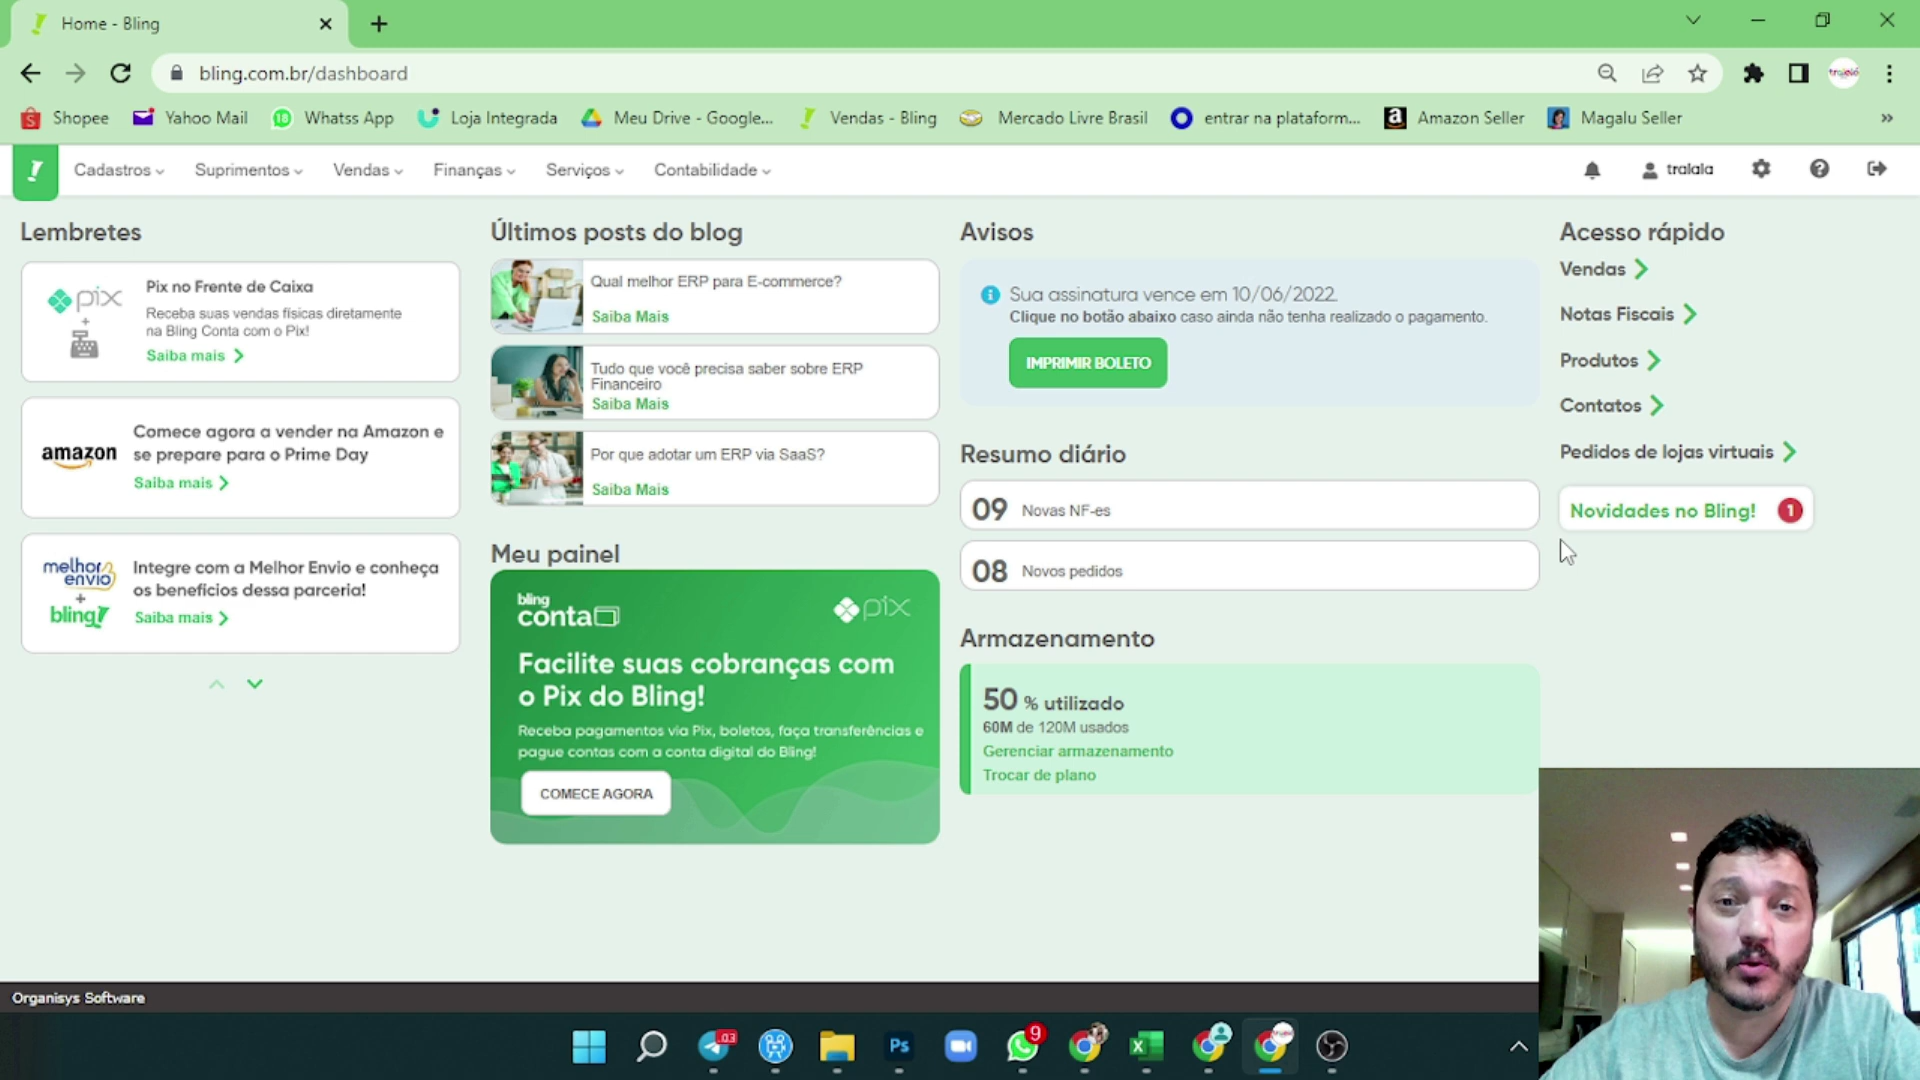 Home - Bling
bling.com.br/dashboard
Shopee
Yahoo Mail
18
Whatss App
Loja Integrada
Meu Drive - Google...
Vendas - Bling
Mercado Livre Brasil
entrar na plataform...
Amazon Seller
Magalu Seller
»
Cadastros
Suprimentos
Vendas
Finanças
Serviços
Contabilidade
tralala
Lembretes
pix
+
Pix no Frente de Caixa
Receba suas vendas físicas diretamente
na Bling Conta com o Pix!
Saiba mais
amazon
Comece agora a vender na Amazon e
se prepare para o Prime Day
Saiba mais
melhor
envio
+
bling!
Integre com a Melhor Envio e conheça
os benefícios dessa parceria!
Saiba mais
Últimos posts do blog
Qual melhor ERP para E-commerce?
Saiba Mais
Tudo que você precisa saber sobre ERP
Financeiro
Saiba Mais
Por que adotar um ERP via SaaS?
Saiba Mais
Meu painel
bling
conta
pix
Facilite suas cobranças com
o Pix do Bling!
Receba pagamentos via Pix, boletos, faça transferências e
pague contas com a conta digital do Bling!
COMECE AGORA
Avisos
Sua assinatura vence em 10/06/2022.
Clique no botão abaixo caso ainda não tenha realizado o pagamento.
IMPRIMIR BOLETO
Resumo diário
09 Novas NF-es
08 Novos pedidos
Armazenamento
50 % utilizado
60M de 120M usados
Gerenciar armazenamento
Trocar de plano
Acesso rápido
Vendas
Notas Fiscais
Produtos
Contatos
Pedidos de lojas virtuais
Novidades no Bling! 1
Organisys Software
Ps
9